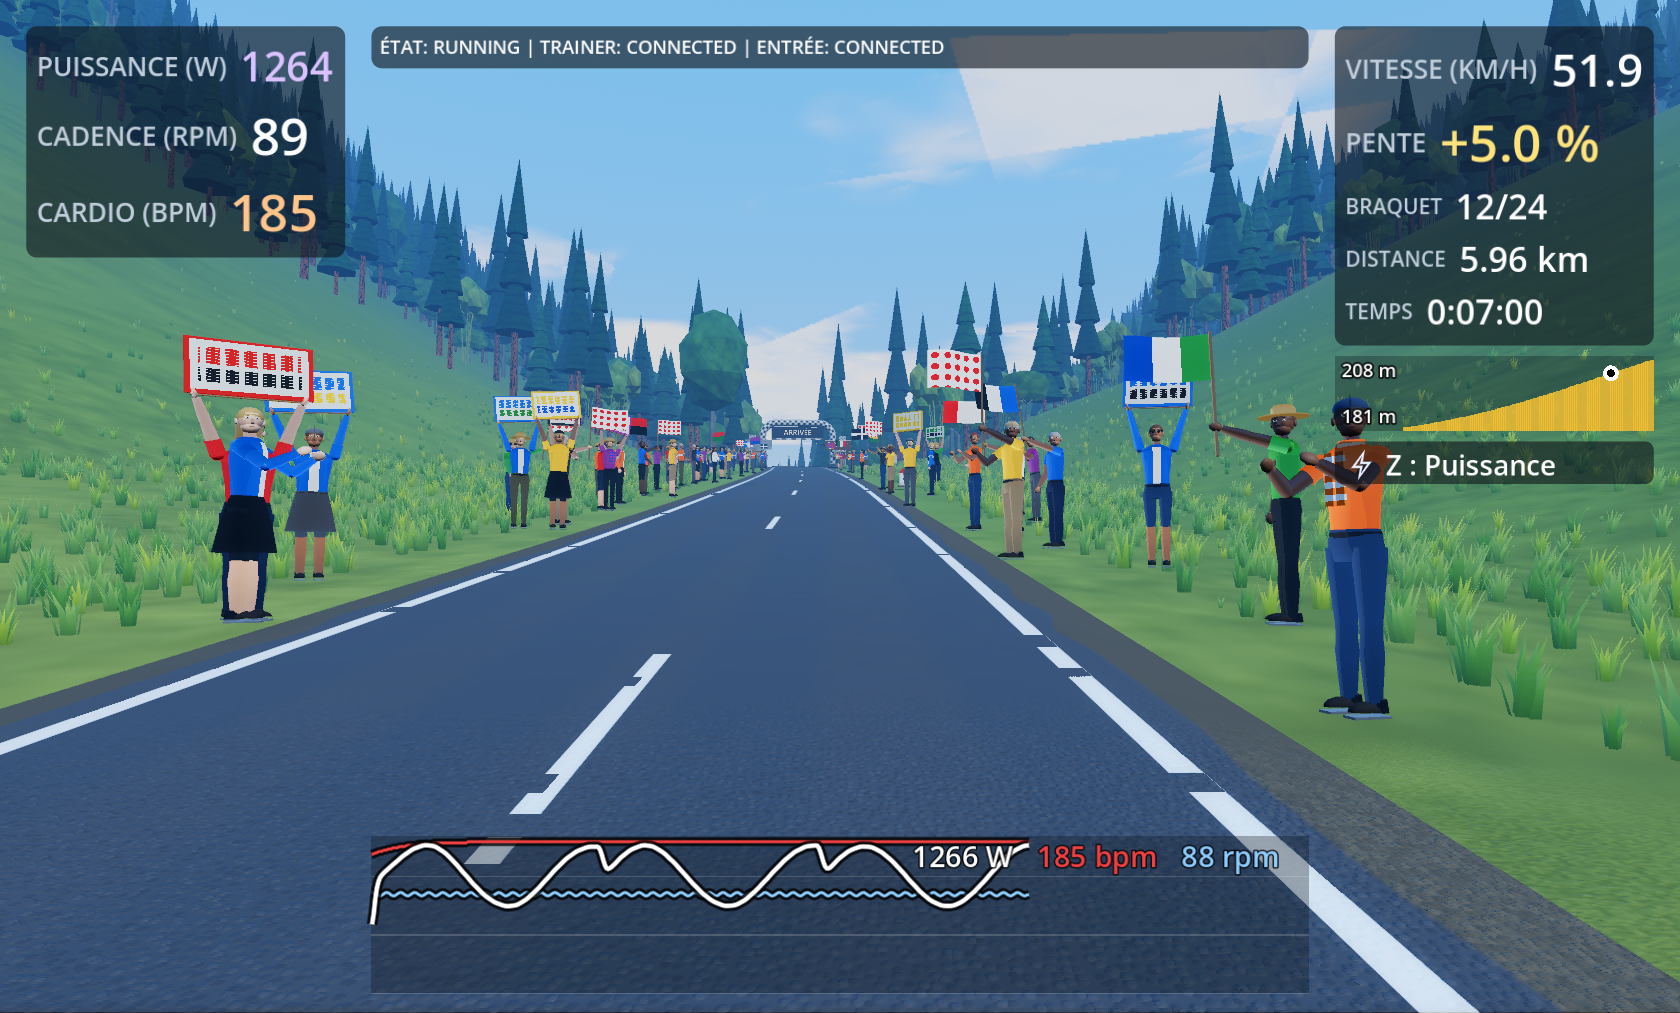 PUISSANCE (W) 1264
CADENCE (RPM) 89
CARDIO (BPM) 185
ÉTAT: RUNNING | TRAINER: CONNECTED | ENTRÉE: CONNECTED
VITESSE (KM/H) 51.9
PENTE +5.0 %
BRAQUET 12/24
DISTANCE 5.96 km
TEMPS 0:07:00
208 m
181 m
Z : Puissance
ARRIVÉE
1266 W 185 bpm 88 rpm